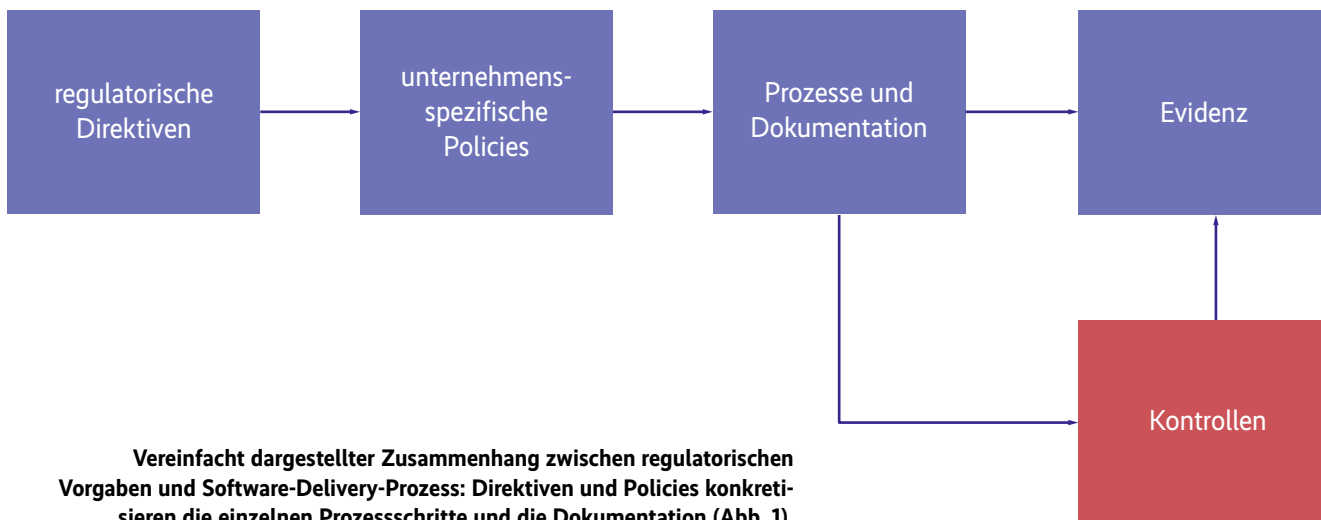 regulatorische
Direktiven
unternehmens-
spezifische
Policies
Prozesse und
Dokumentation
Evidenz
Kontrollen
Vereinfacht dargestellter Zusammenhang zwischen regulatorischen
Vorgaben und Software-Delivery-Prozess: Direktiven und Policies konkreti-
sieren die einzelnen Prozessschritte und die Dokumentation (Abb. 1).